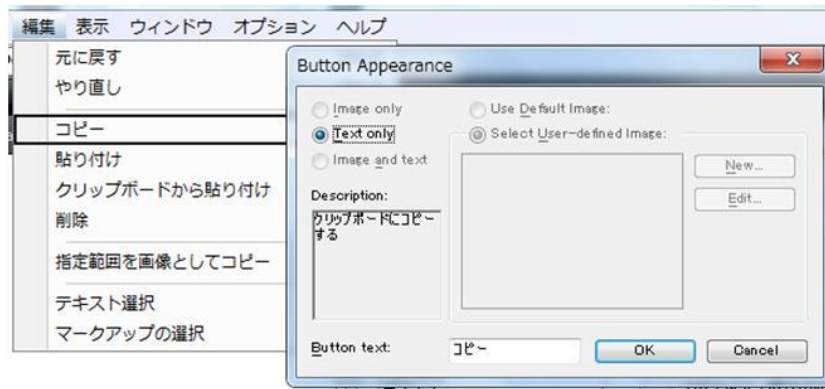 編集 表示 ウィンドウ オプション ヘルプ
元に戻す
やり直し
コピー
貼り付け
クリップボードから貼り付け
削除
指定範囲を画像としてコピー
テキスト選択
マークアップの選択
Button Appearance
Image only
Text only
Image and text
Use Default Image:
Select User-defined Image:
New...
Edit...
Description:
クリップボードにコピー
する
Button text: コピー
OK Cancel